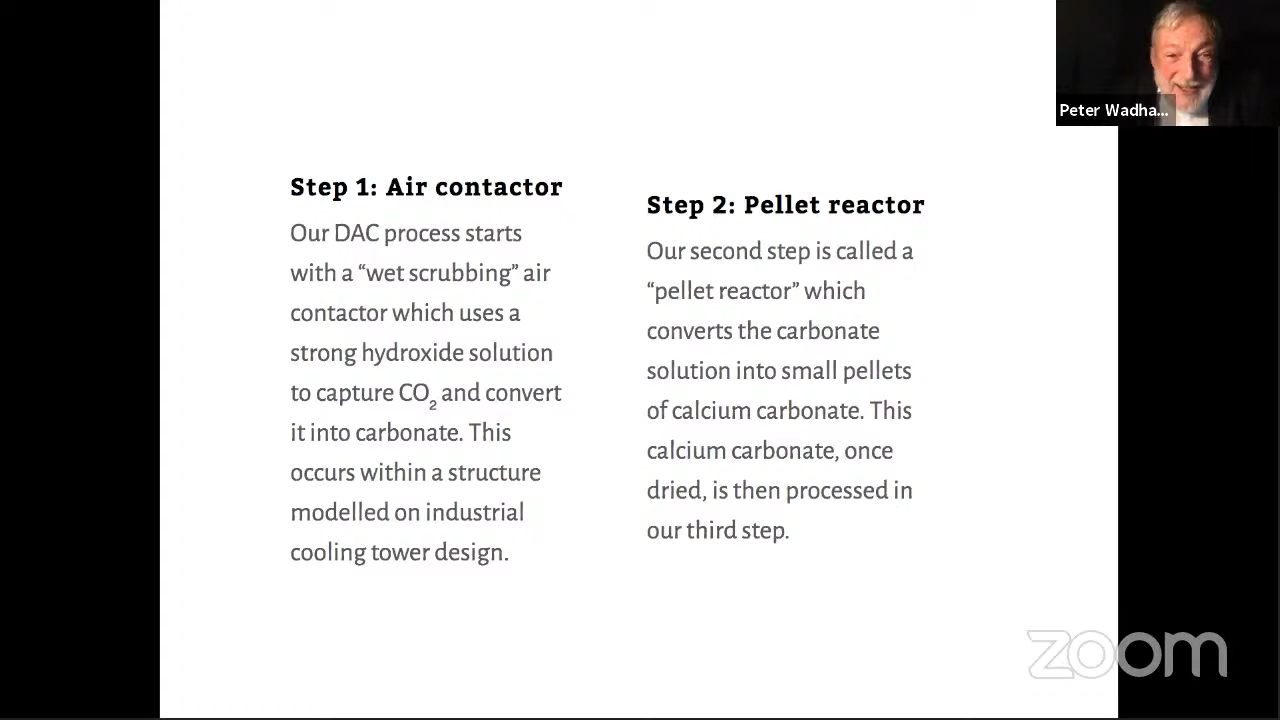 Peter Wadha...
Step 1: Air contactor
Our DAC process starts
with a “wet scrubbing” air
contactor which uses a
strong hydroxide solution
to capture CO₂ and convert
it into carbonate. This
occurs within a structure
modelled on industrial
cooling tower design.
Step 2: Pellet reactor
Our second step is called a
“pellet reactor” which
converts the carbonate
solution into small pellets
of calcium carbonate. This
calcium carbonate, once
dried, is then processed in
our third step.
zoom